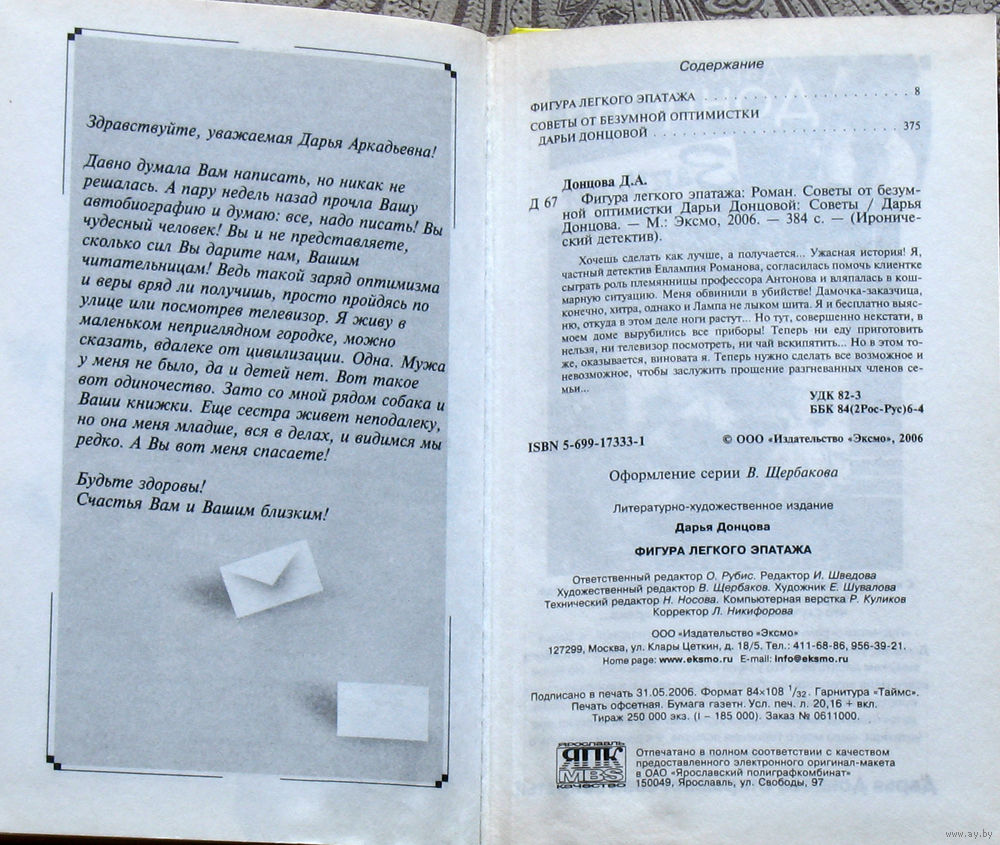 Здравствуйте, уважаемая Дарья Аркадьевна!
Давно думала Вам написать, но никак не
решалась. А пару недель назад прочла Вашу
автобиографию и думаю: все, надо писать! Вы
чудесный человек! Вы и не представляете,
сколько сил Вы дарите нам, Вашим
читательницам! Ведь такой заряд оптимизма
и веры вряд ли получишь, просто пройдясь по
улице или посмотрев телевизор. Я живу в
маленьком неприглядном городке, можно
сказать, вдалеке от цивилизации. Одна. Мужа
у меня не было, да и детей нет. Вот такое
вот одиночество. Зато со мной рядом собака и
Ваши книжки. Еще сестра живет неподалеку,
но она меня младше, вся в делах, и видимся мы
редко. А Вы вот меня спасаете!
Будьте здоровы!
Счастья Вам и Вашим близким!
Содержание
ФИГУРА ЛЕГКОГО ЭПАТАЖА . . . . . . . . . . . . . . . . . . . . 8
СОВЕТЫ ОТ БЕЗУМНОЙ ОПТИМИСТКИ
ДАРЬИ ДОНЦОВОЙ . . . . . . . . . . . . . . . . . . . . . . . 375
Донцова Д.А.
Д 67 Фигура легкого эпатажа: Роман. Советы от безум-
ной оптимистки Дарьи Донцовой: Советы / Дарья
Донцова. — М.: Эксмо, 2006. — 384 с. — (Ирониче-
ский детектив).
Хочешь сделать как лучше, а получается... Ужасная история! Я,
частный детектив Евлампия Романова, согласилась помочь клиентке
сыграть роль племянницы профессора Антонова и вляпалась в кош-
марную ситуацию. Меня обвинили в убийстве! Дамочка-заказчица,
конечно, хитра, однако и Лампа не лыком шита. Я и бесплатно выяс-
ню, откуда в этом деле ноги растут... Но тут, совершенно некстати, в
моем доме вырубились все приборы! Теперь ни еду приготовить
нельзя, ни телевизор посмотреть, ни чай вскипятить... Но и в этом то-
же, оказывается, виновата я. Теперь нужно сделать все возможное и
невозможное, чтобы заслужить прощение разгневанных членов се-
мьи...
УДК 82-3
ББК 84(2Рос-Рус)6-4
ISBN 5-699-17333-1 © ООО «Издательство «Эксмо», 2006
Оформление серии В. Щербакова
Литературно-художественное издание
Дарья Донцова
ФИГУРА ЛЕГКОГО ЭПАТАЖА
Ответственный редактор О. Рубис. Редактор И. Шведова
Художественный редактор В. Щербаков. Художник Е. Шувалова
Технический редактор Н. Носова. Компьютерная верстка Р. Куликов
Корректор Л. Никифорова
ООО «Издательство «Эксмо»
127299, Москва, ул. Клары Цеткин, д. 18/5. Тел.: 411-68-86, 956-39-21.
Home page: www.eksmo.ru E-mail: info@eksmo.ru
Подписано в печать 31.05.2006. Формат 84×108 1/32. Гарнитура «Таймс».
Печать офсетная. Бумага газетн. Усл. печ. л. 20,16 + вкл.
Тираж 250 000 экз. (I – 185 000). Заказ № 0611000.
ЯРОСЛАВЛЬ
ЯПК
MBS
КАЧЕСТВО
Отпечатано в полном соответствии с качеством
предоставленного электронного оригинал-макета
в ОАО «Ярославский полиграфкомбинат»
150049, Ярославль, ул. Свободы, 97
www.ay.by